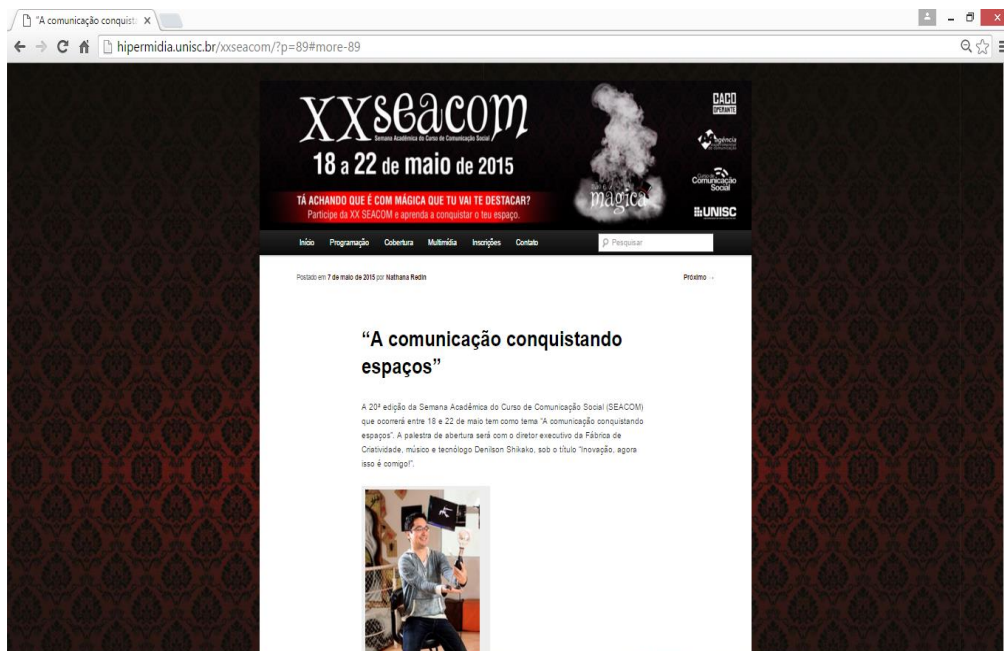 "A comunicação conquist
hipermidia.unisc.br/xxseacom/?p=89#more-89
XXseacom
Semana Acadêmica do Curso de Comunicação Social
18 a 22 de maio de 2015
TÁ ACHANDO QUE É COM MÁGICA QUE TU VAI TE DESTACAR?
Participe da XX SEACOM e aprenda a conquistar o teu espaço.
mágica
CACO
OPERANTE
Agência
Curso de
Comunicação
Social
UNISC
Início Programação Cobertura Multimídia Inscrições Contato Pesquisar
Postado em 7 de maio de 2015 por Nathana Redin Próximo →
“A comunicação conquistando
espaços”
A 20ª edição da Semana Acadêmica do Curso de Comunicação Social (SEACOM)
que ocorrerá entre 18 e 22 de maio tem como tema “A comunicação conquistando
espaços”. A palestra de abertura será com o diretor executivo da Fábrica de
Criatividade, músico e tecnólogo Denilson Shikako, sob o título “Inovação, agora
isso é comigo!”.